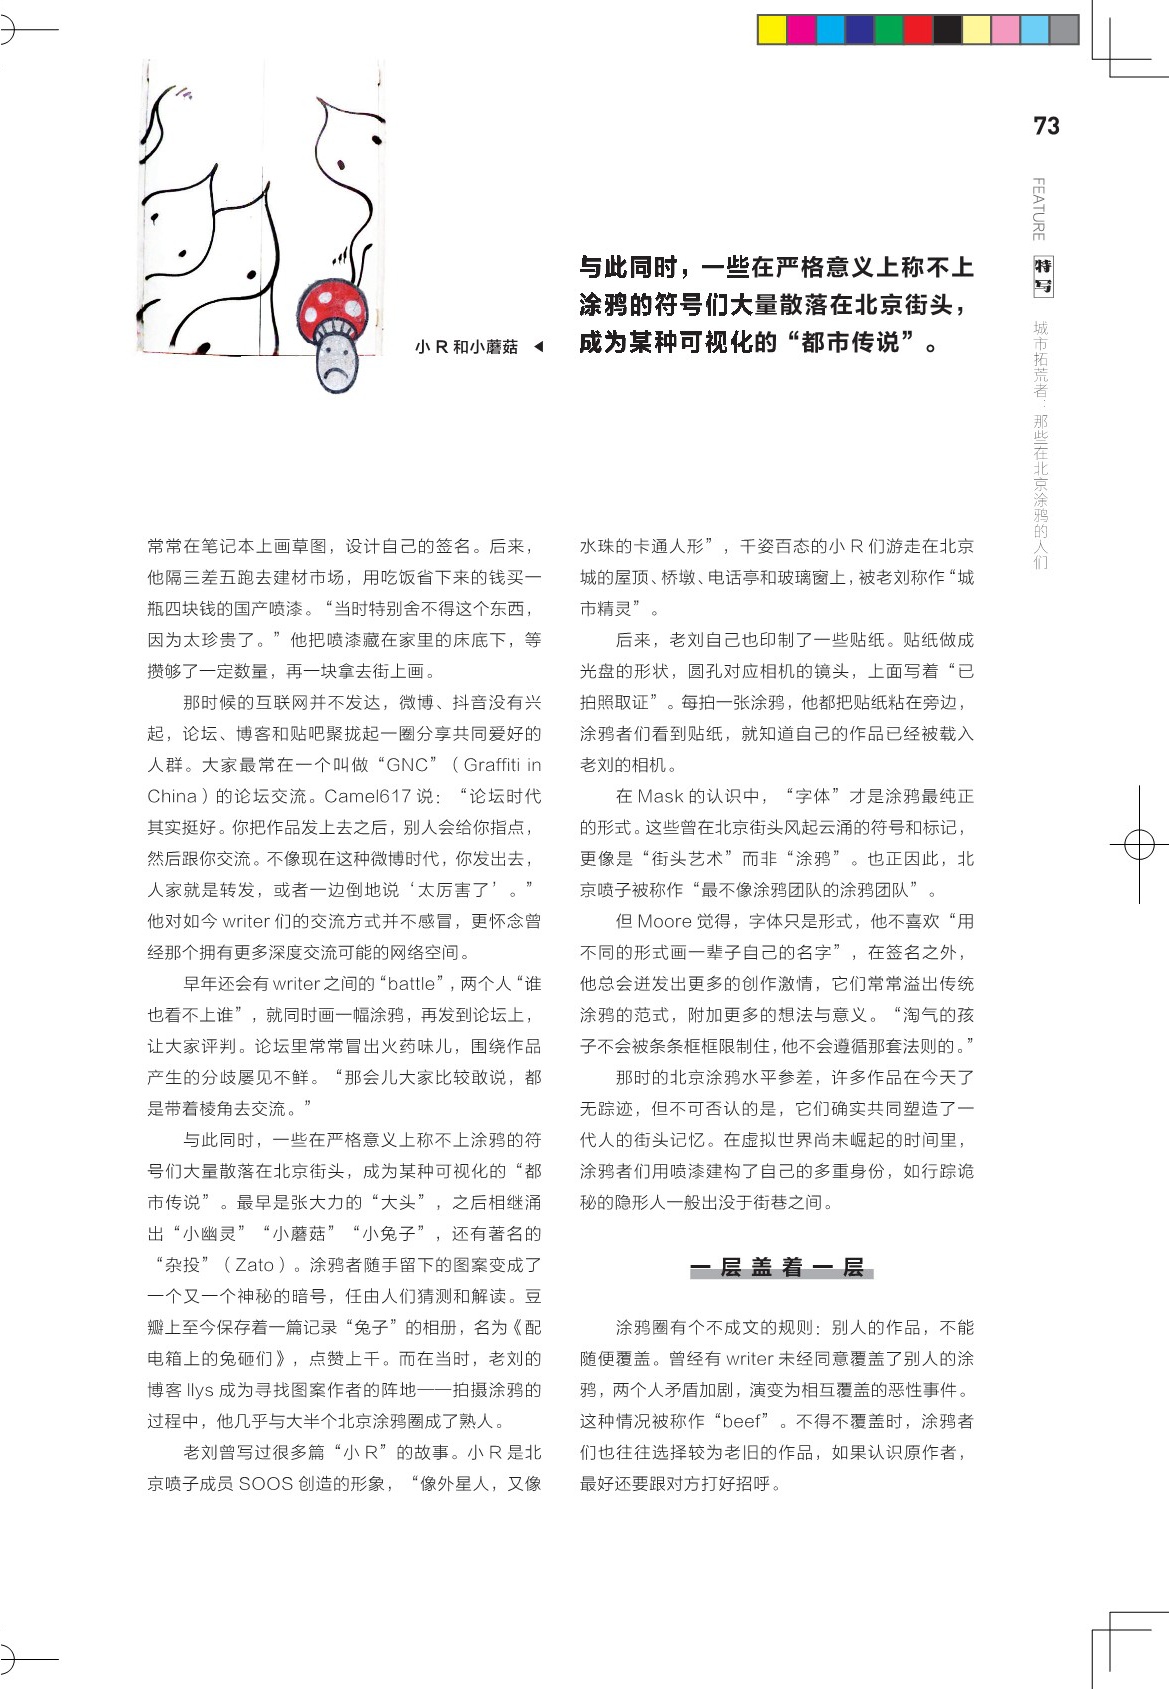 73
FEATURE
特写
城市拓荒者：那些在北京涂鸦的人们
小 R 和小蘑菇
与此同时，一些在严格意义上称不上
涂鸦的符号们大量散落在北京街头，
成为某种可视化的“都市传说”。
常常在笔记本上画草图，设计自己的签名。后来，
他隔三差五跑去建材市场，用吃饭省下来的钱买一
瓶四块钱的国产喷漆。“当时特别舍不得这个东西，
因为太珍贵了。”他把喷漆藏在家里的床底下，等
攒够了一定数量，再一块拿去街上画。
那时候的互联网并不发达，微博、抖音没有兴
起，论坛、博客和贴吧聚拢起一圈分享共同爱好的
人群。大家最常在一个叫做“GNC”（Graffiti in
China）的论坛交流。Camel617 说：“论坛时代
其实挺好。你把作品发上去之后，别人会给你指点，
然后跟你交流。不像现在这种微博时代，你发出去，
人家就是转发，或者一边倒地说‘太厉害了’。”
他对如今 writer 们的交流方式并不感冒，更怀念曾
经那个拥有更多深度交流可能的网络空间。
早年还会有 writer 之间的“battle”，两个人“谁
也看不上谁”，就同时画一幅涂鸦，再发到论坛上，
让大家评判。论坛里常常冒出火药味儿，围绕作品
产生的分歧屡见不鲜。“那会儿大家比较敢说，都
是带着棱角去交流。”
与此同时，一些在严格意义上称不上涂鸦的符
号们大量散落在北京街头，成为某种可视化的“都
市传说”。最早是张大力的“大头”，之后相继涌
出“小幽灵”“小蘑菇”“小兔子”，还有著名的
“杂投”（Zato）。涂鸦者随手留下的图案变成了
一个又一个神秘的暗号，任由人们猜测和解读。豆
瓣上至今保存着一篇记录“兔子”的相册，名为《配
电箱上的兔砸们》，点赞上千。而在当时，老刘的
博客 llys 成为寻找图案作者的阵地——拍摄涂鸦的
过程中，他几乎与大半个北京涂鸦圈成了熟人。
老刘曾写过很多篇“小 R”的故事。小 R 是北
京喷子成员 SOOS 创造的形象，“像外星人，又像
水珠的卡通人形”，千姿百态的小 R 们游走在北京
城的屋顶、桥墩、电话亭和玻璃窗上，被老刘称作“城
市精灵”。
后来，老刘自己也印制了一些贴纸。贴纸做成
光盘的形状，圆孔对应相机的镜头，上面写着“已
拍照取证”。每拍一张涂鸦，他都把贴纸粘在旁边，
涂鸦者们看到贴纸，就知道自己的作品已经被载入
老刘的相机。
在 Mask 的认识中，“字体”才是涂鸦最纯正
的形式。这些曾在北京街头风起云涌的符号和标记，
更像是“街头艺术”而非“涂鸦”。也正因此，北
京喷子被称作“最不像涂鸦团队的涂鸦团队”。
但 Moore 觉得，字体只是形式，他不喜欢“用
不同的形式画一辈子自己的名字”，在签名之外，
他总会迸发出更多的创作激情，它们常常溢出传统
涂鸦的范式，附加更多的想法与意义。“淘气的孩
子不会被条条框框限制住，他不会遵循那套法则的。”
那时的北京涂鸦水平参差，许多作品在今天了
无踪迹，但不可否认的是，它们确实共同塑造了一
代人的街头记忆。在虚拟世界尚未崛起的时间里，
涂鸦者们用喷漆建构了自己的多重身份，如行踪诡
秘的隐形人一般出没于街巷之间。
一层盖着一层
涂鸦圈有个不成文的规则：别人的作品，不能
随便覆盖。曾经有 writer 未经同意覆盖了别人的涂
鸦，两个人矛盾加剧，演变为相互覆盖的恶性事件。
这种情况被称作“beef”。不得不覆盖时，涂鸦者
们也往往选择较为老旧的作品，如果认识原作者，
最好还要跟对方打好招呼。